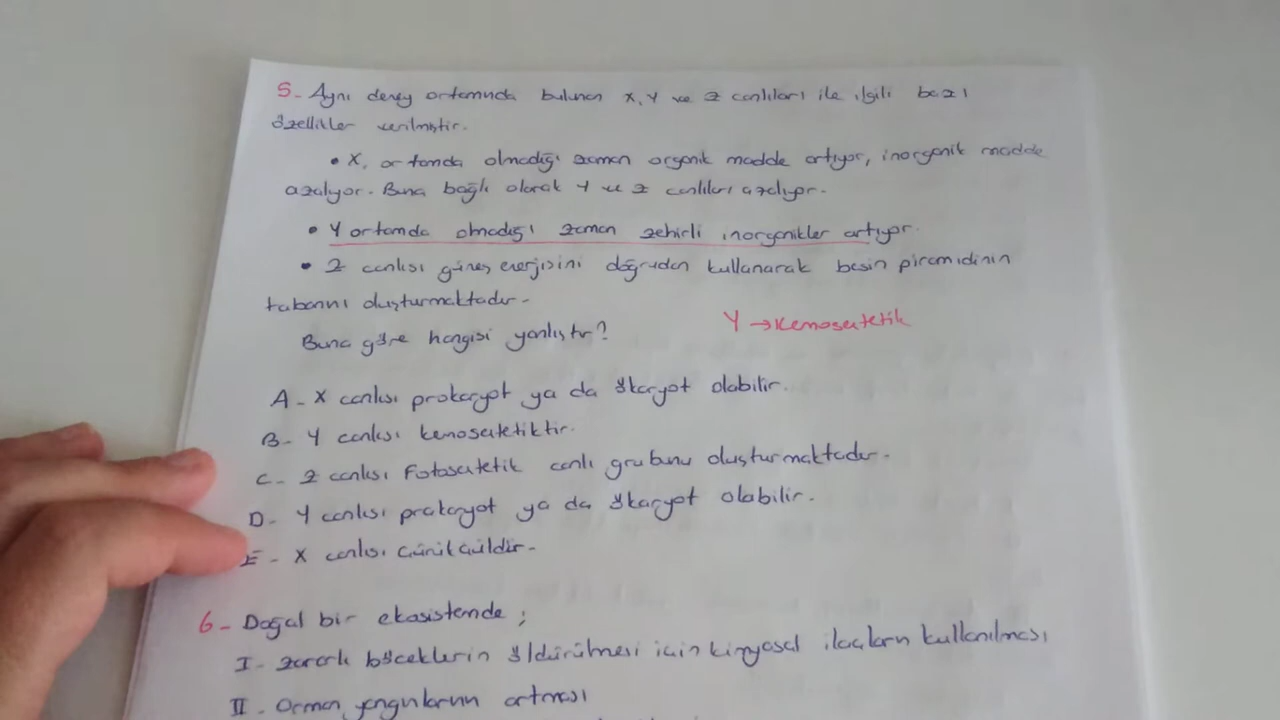 5- Aynı deney ortamında bulunan X, Y ve Z canlıları ile ilgili bazı
özellikler verilmiştir.
• X, ortamda olmadığı zaman organik madde artıyor, inorganik madde
azalıyor. Buna bağlı olarak Y ve Z canlıları azalıyor.
• Y ortamda olmadığı zaman zehirli inorganikler artıyor.
• Z canlısı güneş enerjisini doğrudan kullanarak besin piramidinin
tabanını oluşturmaktadır.
Y → Kemosentetik
Buna göre hangisi yanlıştır?
A- X canlısı prokaryot ya da ökaryot olabilir.
B- Y canlısı kemosentetiktir.
C- Z canlısı Fotosentetik canlı grubunu oluşturmaktadır.
D- Y canlısı prokaryot ya da ökaryot olabilir.
E- X canlısı çürükçüldür.
6- Doğal bir ekosistemde;
I- Zararlı böceklerin öldürülmesi için kimyasal ilaçların kullanılması
II- Orman yangınlarının artması